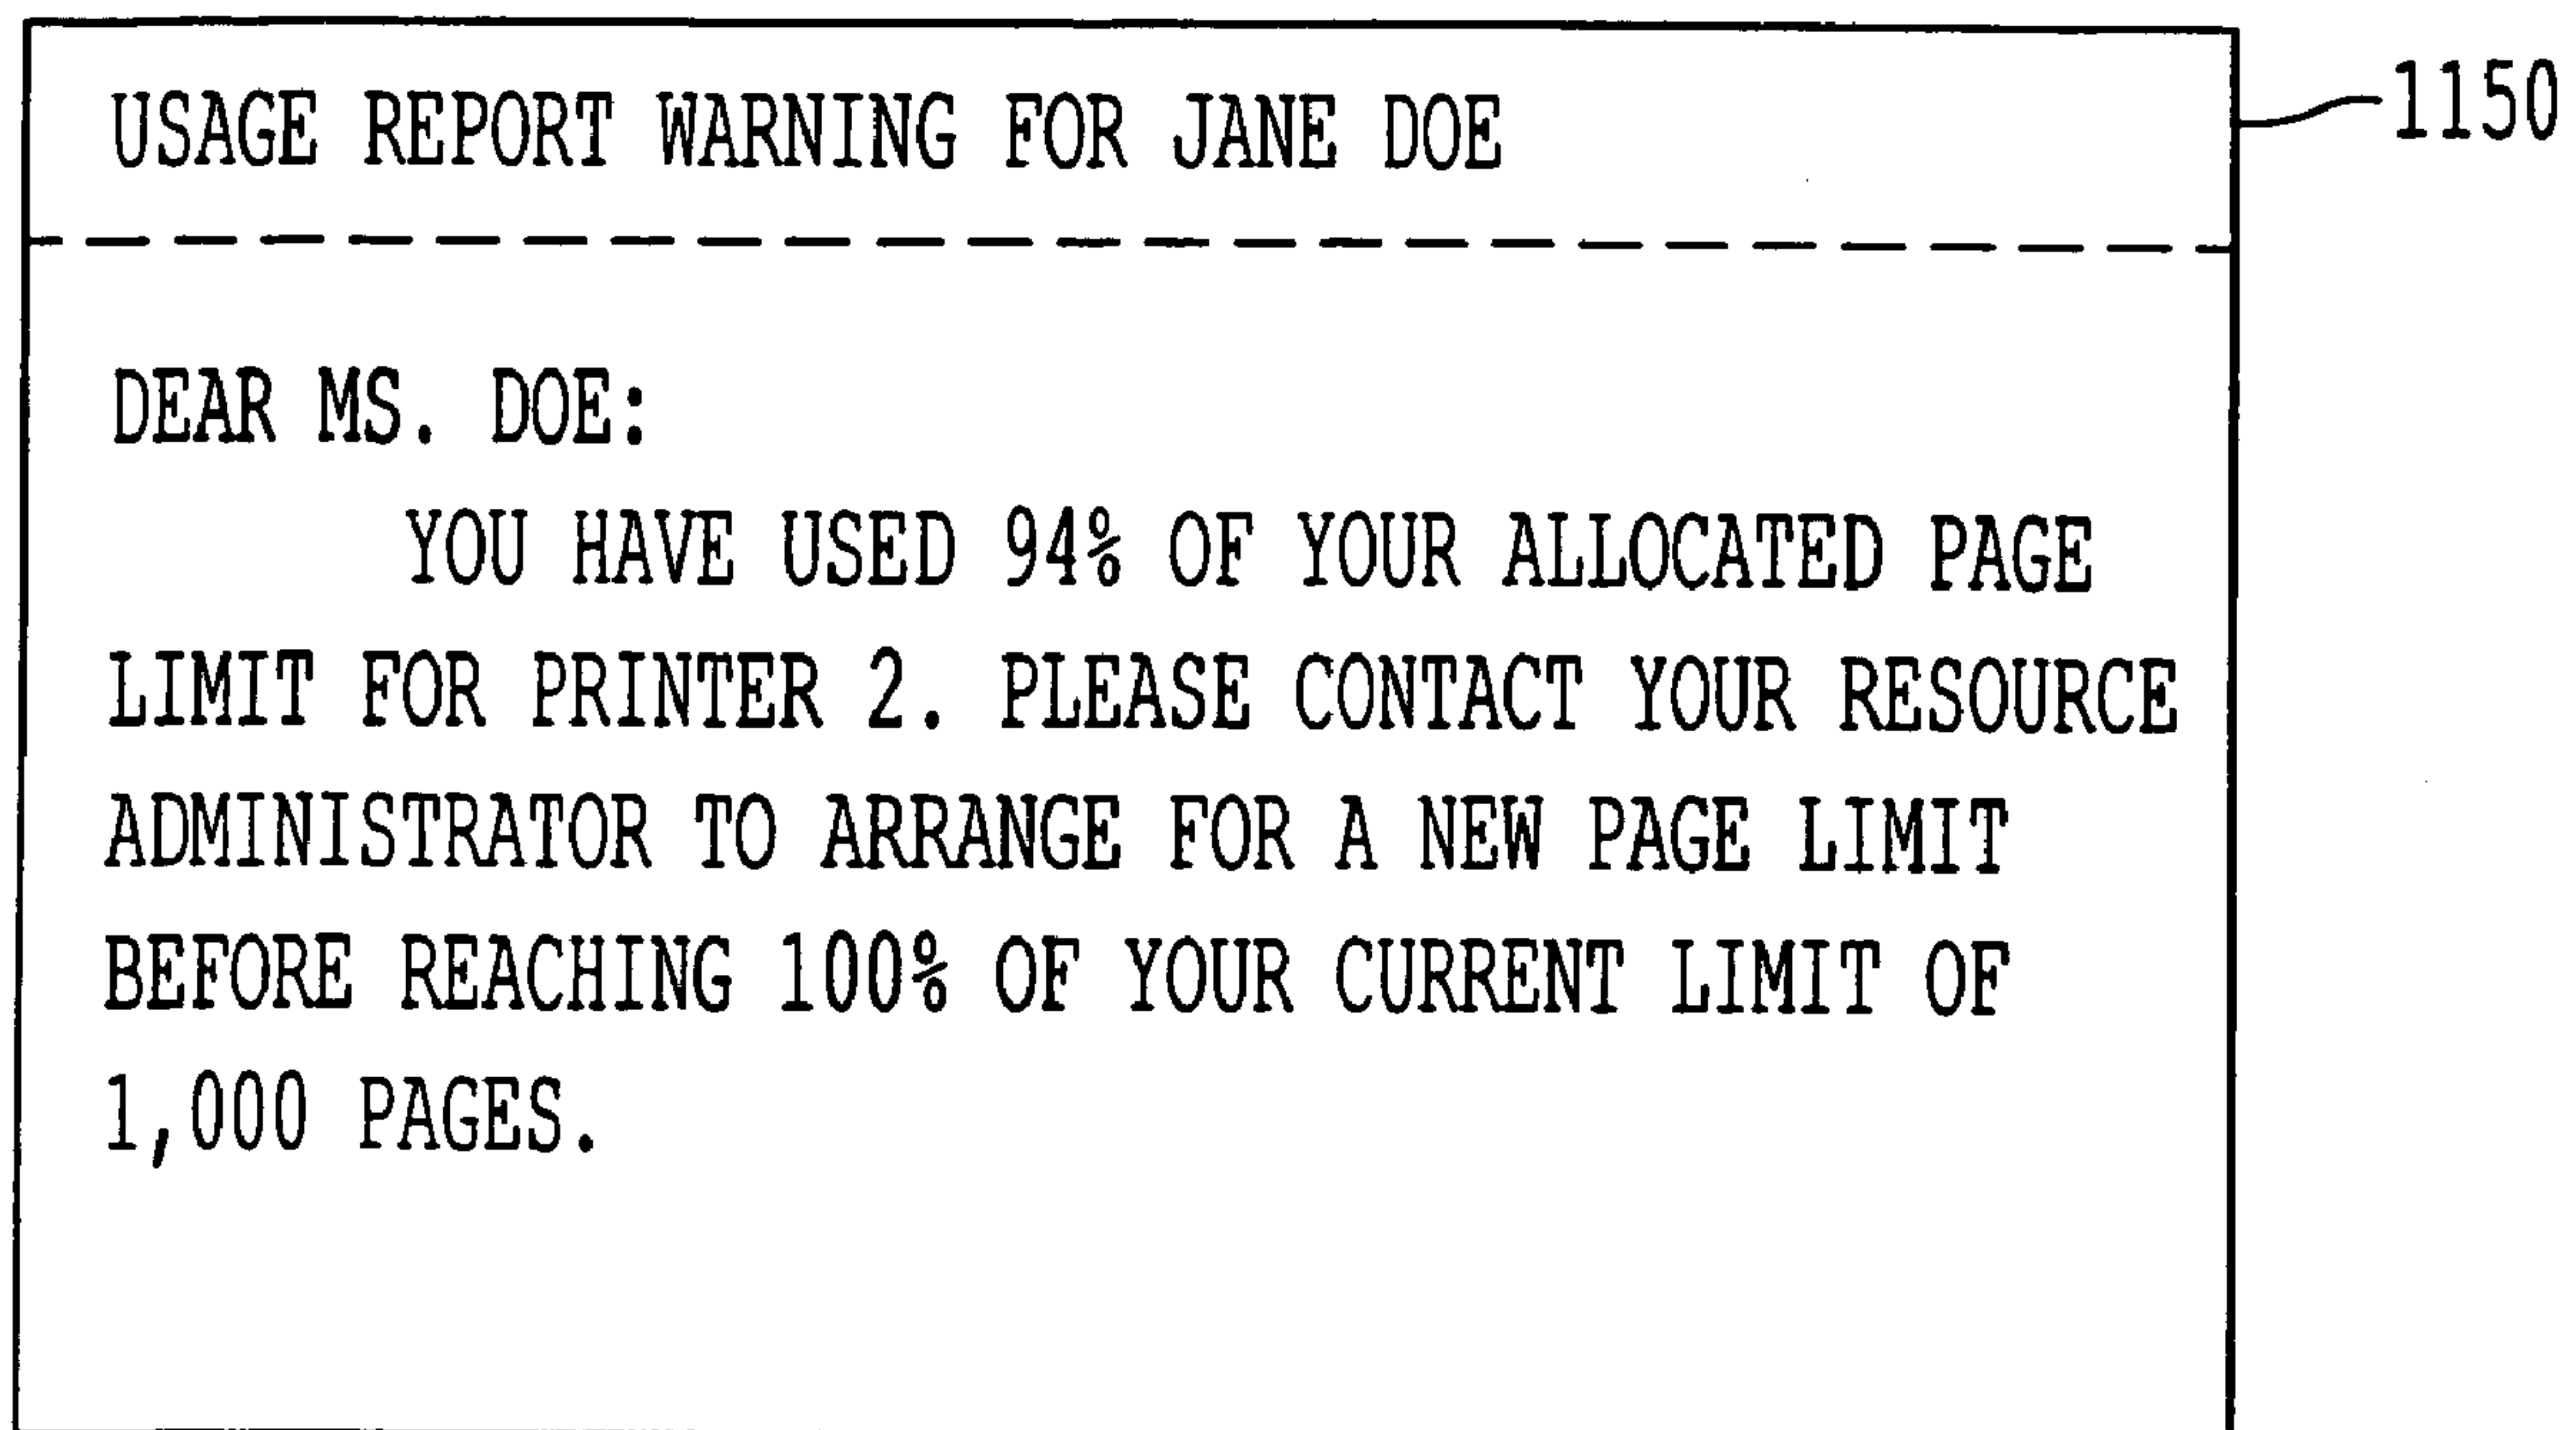 USAGE REPORT WARNING FOR JANE DOE
1150
DEAR MS. DOE:
YOU HAVE USED 94% OF YOUR ALLOCATED PAGE
LIMIT FOR PRINTER 2. PLEASE CONTACT YOUR RESOURCE
ADMINISTRATOR TO ARRANGE FOR A NEW PAGE LIMIT
BEFORE REACHING 100% OF YOUR CURRENT LIMIT OF
1,000 PAGES.